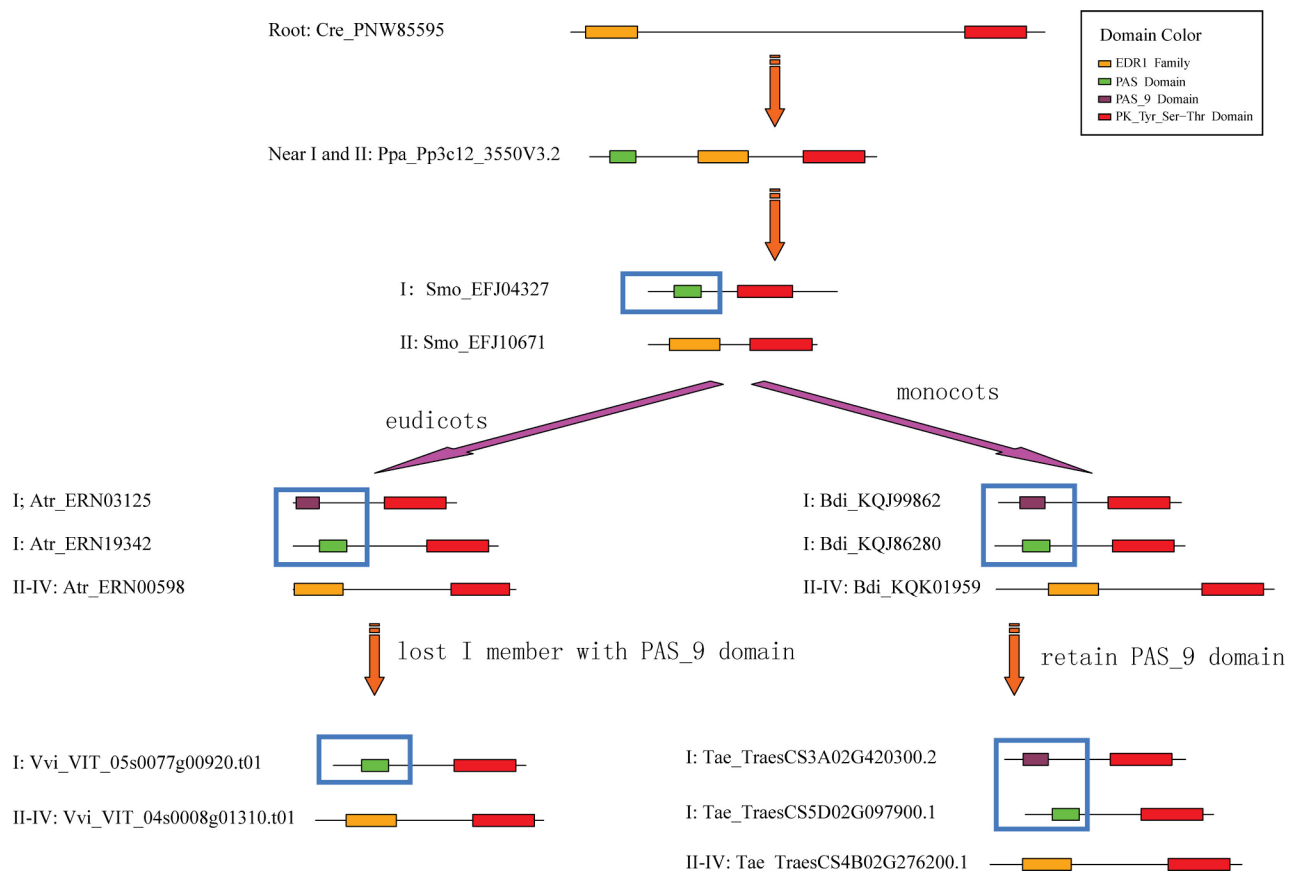 Root: Cre_PNW85595
Domain Color
EDR1 Family
PAS Domain
PAS_9 Domain
PK_Tyr_Ser-Thr Domain
Near I and II: Ppa_Pp3c12_3550V3.2
I: Smo_EFJ04327
II: Smo_EFJ10671
eudicots
monocots
I; Atr_ERN03125
I: Atr_ERN19342
II-IV: Atr_ERN00598
I: Bdi_KQJ99862
I: Bdi_KQJ86280
II-IV: Bdi_KQK01959
lost I member with PAS_9 domain
retain PAS_9 domain
I: Vvi_VIT_05s0077g00920.t01
II-IV: Vvi_VIT_04s0008g01310.t01
I: Tae_TraesCS3A02G420300.2
I: Tae_TraesCS5D02G097900.1
II-IV: Tae_TraesCS4B02G276200.1